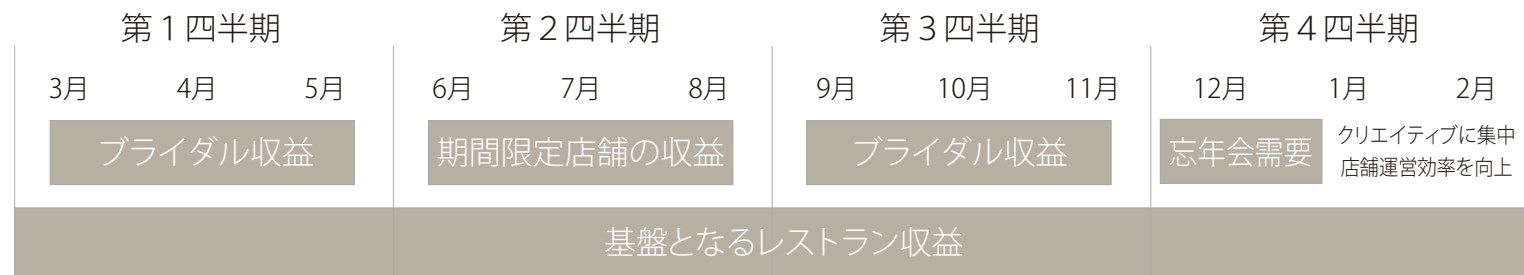 第１四半期 第２四半期 第３四半期 第４四半期
3月 4月 5月 6月 7月 8月 9月 10月 11月 12月 1月 2月
ブライダル収益 期間限定店舗の収益 ブライダル収益 忘年会需要 クリエイティブに集中
店舗運営効率を向上
基盤となるレストラン収益